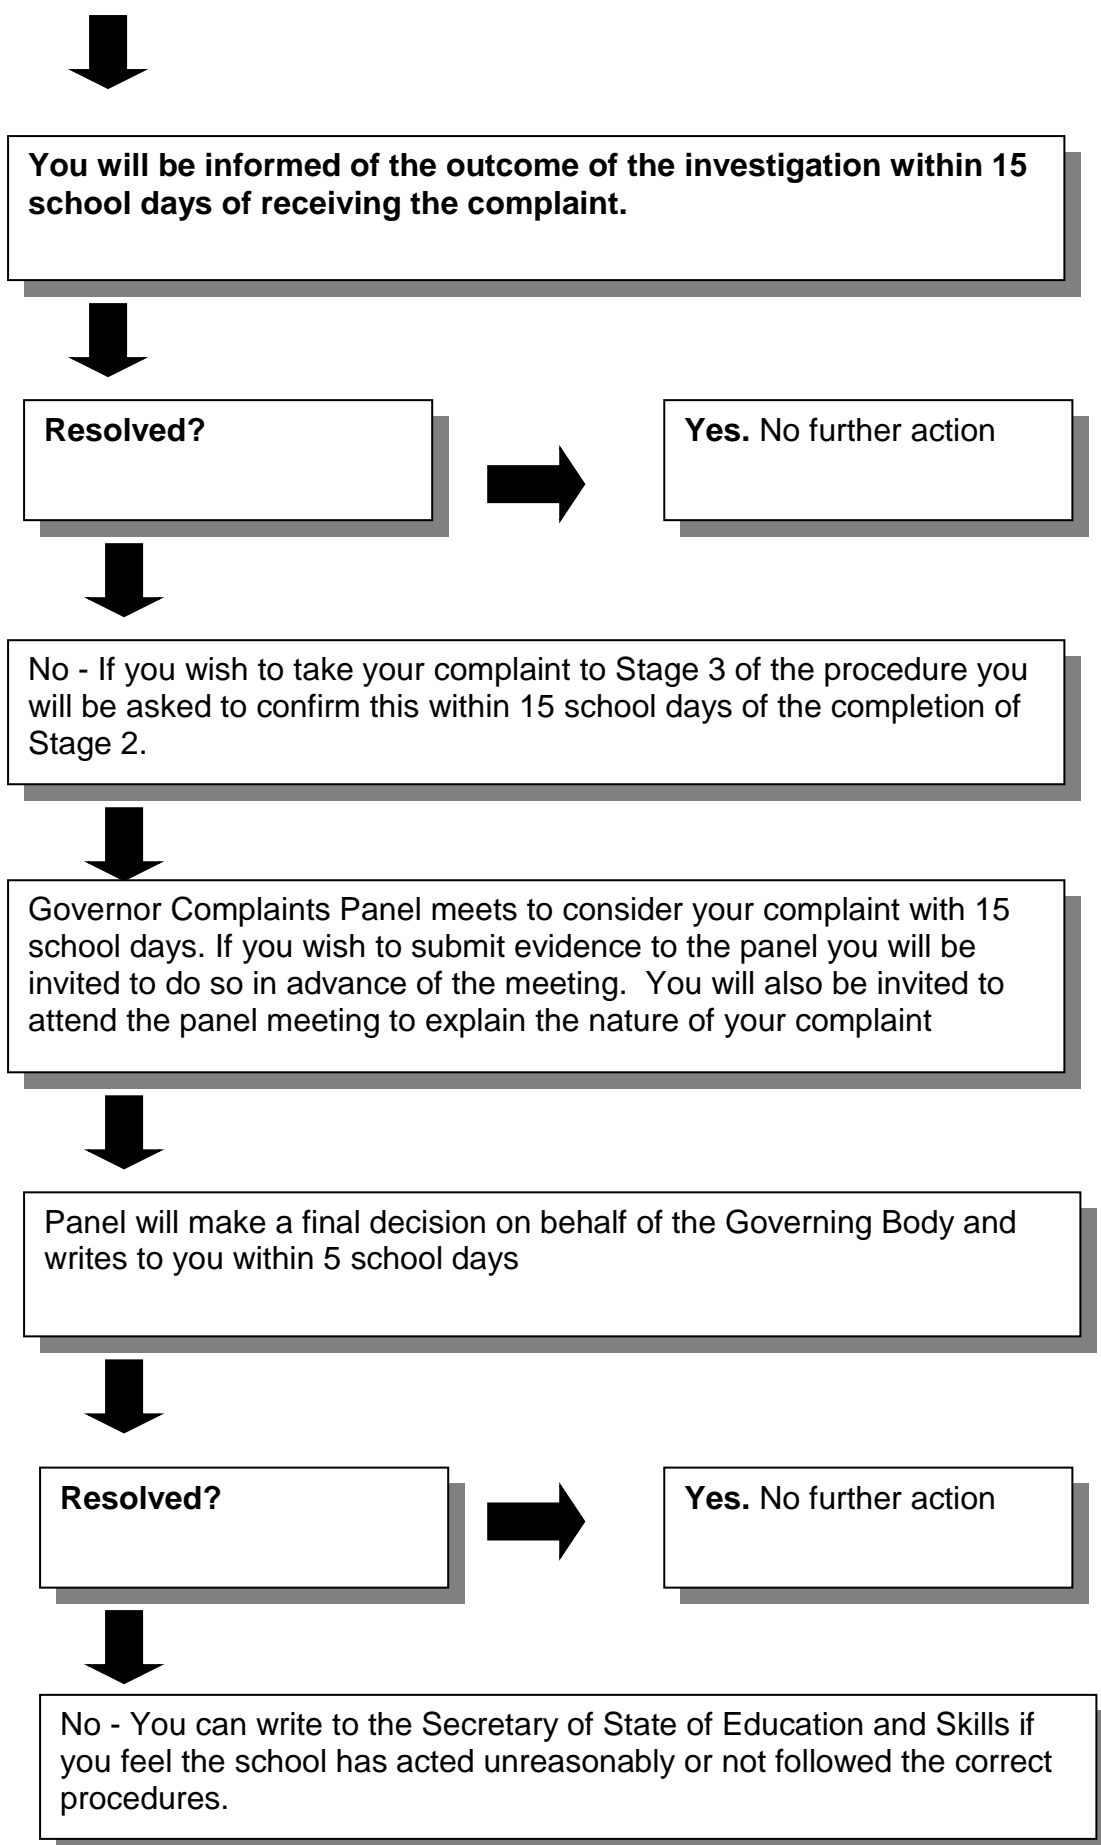 You will be informed of the outcome of the investigation within 15
school days of receiving the complaint.
Resolved?
Yes. No further action
No - If you wish to take your complaint to Stage 3 of the procedure you
will be asked to confirm this within 15 school days of the completion of
Stage 2.
Governor Complaints Panel meets to consider your complaint with 15
school days. If you wish to submit evidence to the panel you will be
invited to do so in advance of the meeting.  You will also be invited to
attend the panel meeting to explain the nature of your complaint
Panel will make a final decision on behalf of the Governing Body and
writes to you within 5 school days
Resolved?
Yes. No further action
No - You can write to the Secretary of State of Education and Skills if
you feel the school has acted unreasonably or not followed the correct
procedures.